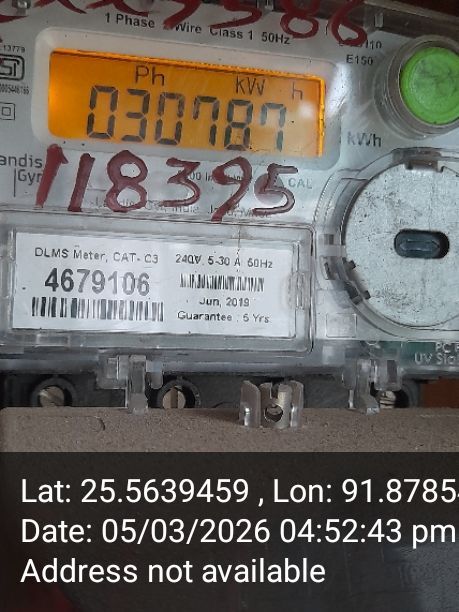 1 Phase 2 Wire Class 1 50Hz
E150
Ph kW h
030787
kWh
118395
DLMS Meter, CAT- C3 240V, 5-30 A 50Hz
4679106
Jun, 2019
Guarantee : 5 Yrs
Lat: 25.5639459 , Lon: 91.8785
Date: 05/03/2026 04:52:43 pm
Address not available